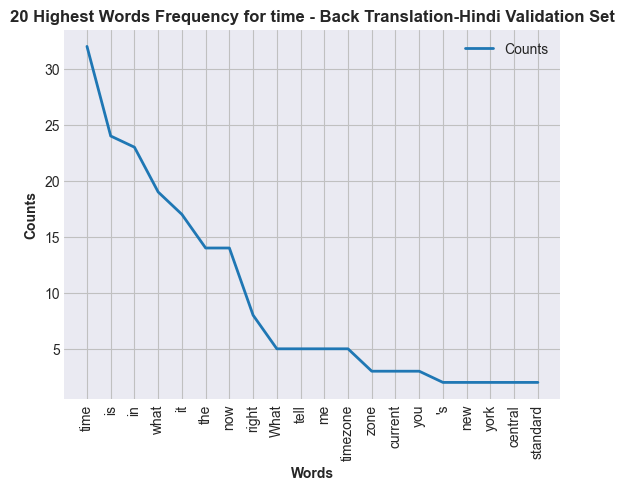 20 Highest Words Frequency for time - Back Translation-Hindi Validation Set
Counts
30
25
20
15
10
5
Counts
time
is
in
what
it
the
now
right
What
tell
me
timezone
zone
current
you
's
new
york
central
standard
Words